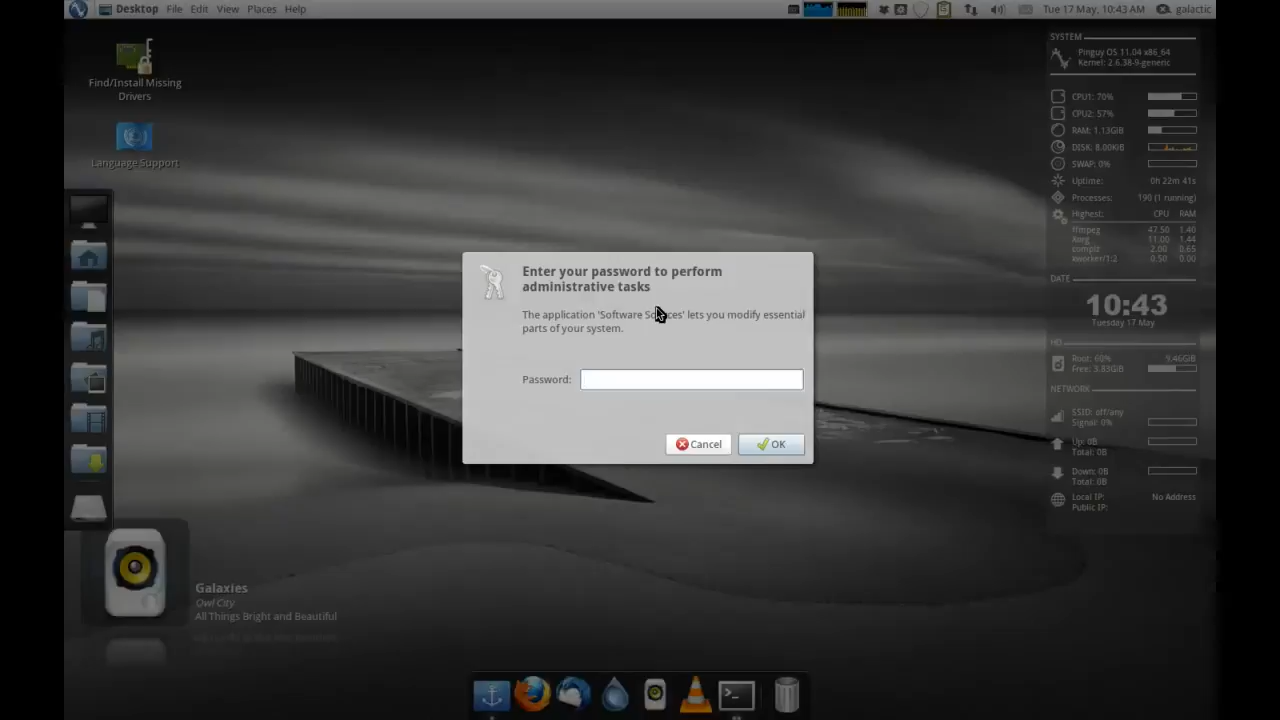 Desktop File Edit View Places Help
Tue 17 May, 10:43 AM galactic
Find/Install Missing
Drivers
Language Support
SYSTEM
Pinguy OS 11.04 x86_64
Kernel: 2.6.38-9-generic
CPU1: 70%
CPU2: 57%
RAM: 1.13GiB
DISK: 8.00KiB
SWAP: 0%
Uptime: 0h 22m 41s
Processes: 190 (1 running)
Highest: CPU RAM
ffmpeg 47.50 1.40
Xorg 11.00 1.44
compiz 2.00 0.65
kworker/1:2 0.50 0.00
DATE
10:43
Tuesday 17 May
HD
Root: 60% 9.46GiB
Free: 3.83GiB
NETWORK
SSID: off/any
Signal: 0%
Up: 0B
Total: 0B
Down: 0B
Total: 0B
Local IP: No Address
Public IP:
Enter your password to perform
administrative tasks
The application 'Software Sources' lets you modify essential
parts of your system.
Password:
Cancel OK
Galaxies
Owl City
All Things Bright and Beautiful